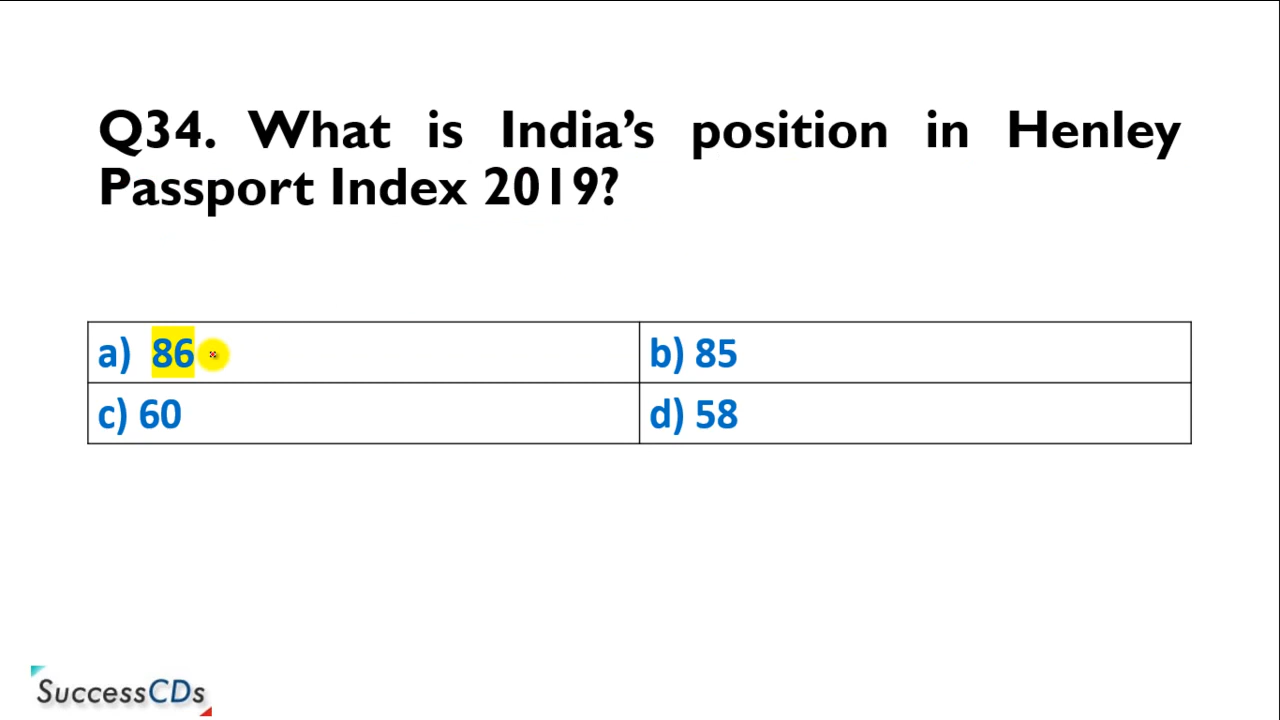 Q34. What is India’s position in Henley
Passport Index 2019?
a) 86
b) 85
c) 60
d) 58
SuccessCDs